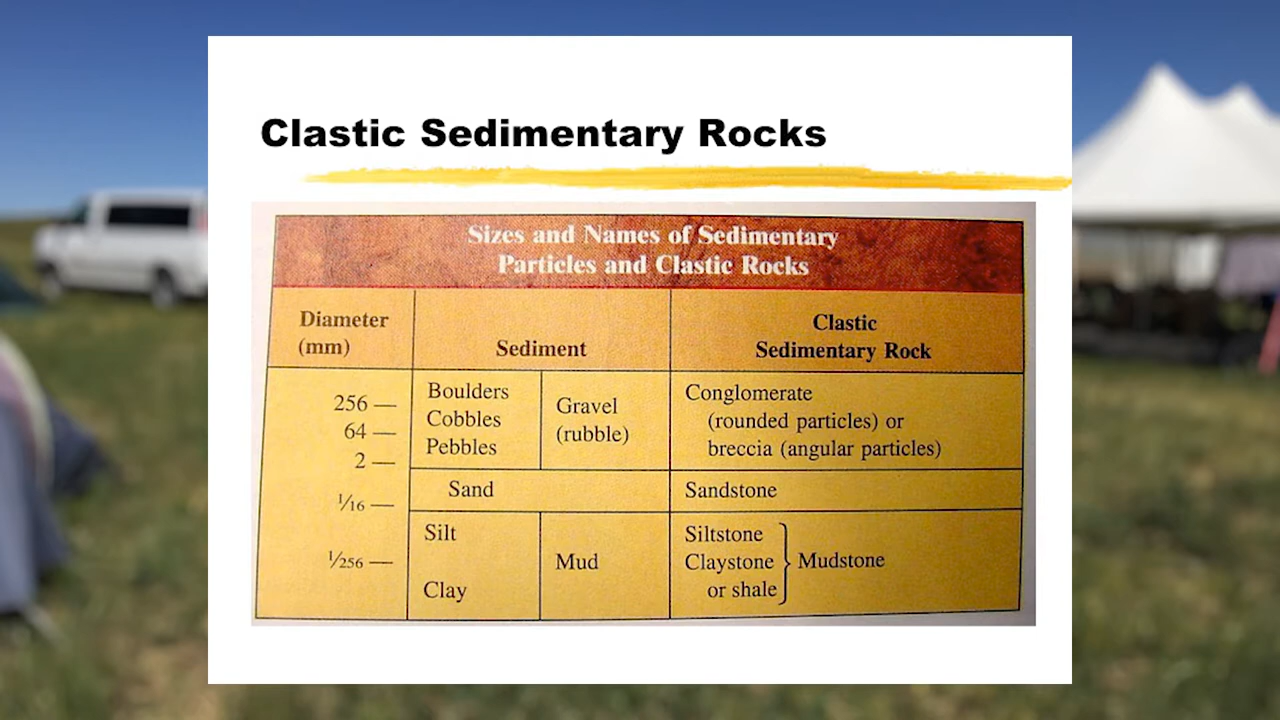 Clastic Sedimentary Rocks
Sizes and Names of Sedimentary
Particles and Clastic Rocks
Diameter
(mm)
Sediment
Clastic
Sedimentary Rock
256 —
64 —
2 —
1/16 —
1/256 —
Boulders
Cobbles
Pebbles
Gravel
(rubble)
Conglomerate
(rounded particles) or
breccia (angular particles)
Sand
Sandstone
Silt
Clay
Mud
Siltstone
Claystone
or shale
Mudstone